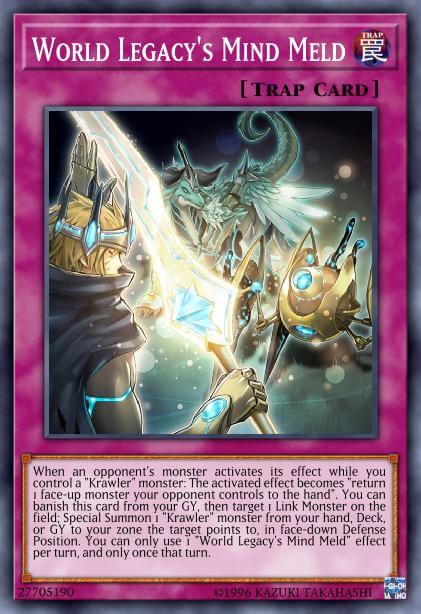 World Legacy's Mind Meld
TRAP
罠
[Trap Card]
When an opponent's monster activates its effect while you
control a "Krawler" monster: The activated effect becomes "return
1 face-up monster your opponent controls to the hand". You can
banish this card from your GY, then target 1 Link Monster on
the field; Special Summon 1 "Krawler" monster from your hand, Deck,
or GY to your zone the target points to, in face-down Defense
Position. You can only use 1 "World Legacy's Mind Meld" effect
per turn, and only once that turn.
27705190
©1996 KAZUKI TAKAHASHI